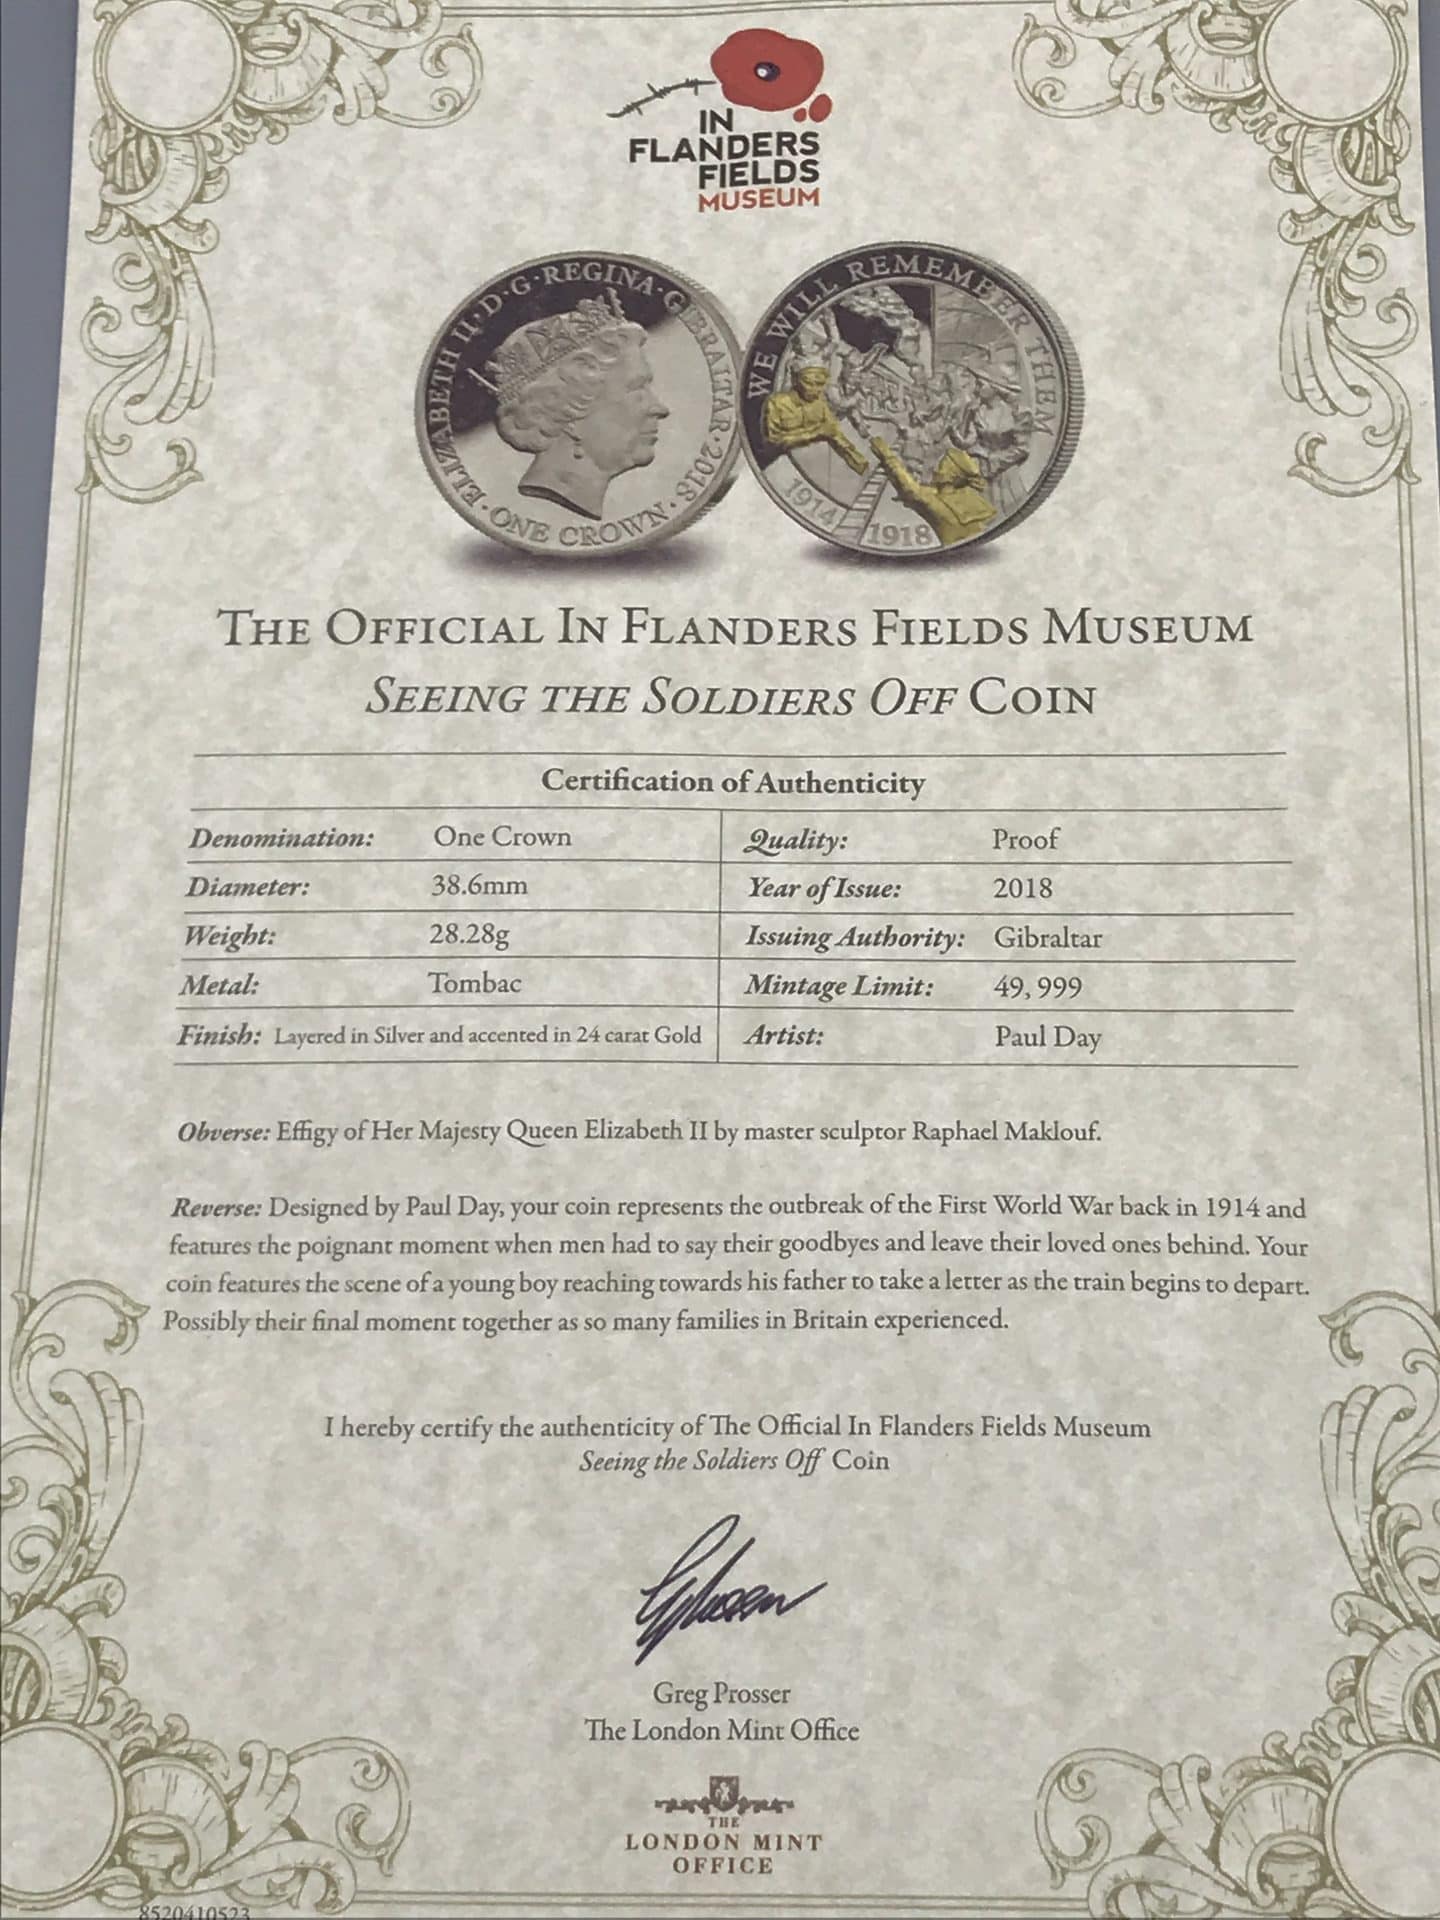 IN
FLANDERS
FIELDS
MUSEUM
ELIZABETH II · D · G · REGINA · GIBRALTAR · 2018 · ONE CROWN ·
WE WILL REMEMBER THEM
1914
1918
THE OFFICIAL IN FLANDERS FIELDS MUSEUM
SEEING THE SOLDIERS OFF COIN
Certification of Authenticity
Denomination: One Crown Quality: Proof
Diameter: 38.6mm Year of Issue: 2018
Weight: 28.28g Issuing Authority: Gibraltar
Metal: Tombac Mintage Limit: 49,999
Finish: Layered in Silver and accented in 24 carat Gold Artist: Paul Day
Obverse: Effigy of Her Majesty Queen Elizabeth II by master sculptor Raphael Maklouf.
Reverse: Designed by Paul Day, your coin represents the outbreak of the First World War back in 1914 and
features the poignant moment when men had to say their goodbyes and leave their loved ones behind. Your
coin features the scene of a young boy reaching towards his father to take a letter as the train begins to depart.
Possibly their final moment together as so many families in Britain experienced.
I hereby certify the authenticity of The Official In Flanders Fields Museum
Seeing the Soldiers Off Coin
Greg Prosser
The London Mint Office
THE
LONDON MINT
OFFICE
8520410523